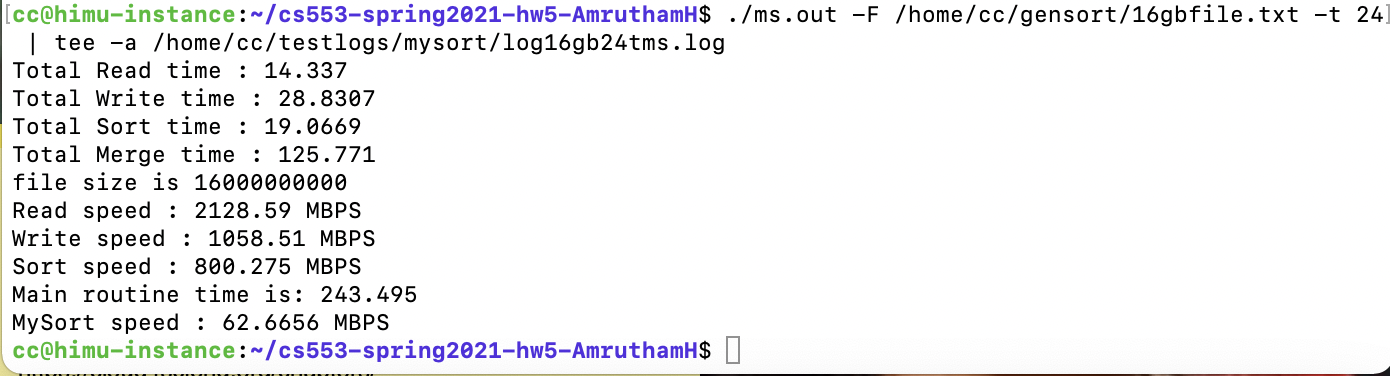 cc@himu-instance:~/cs553-spring2021-hw5-AmruthamH$ ./ms.out -F /home/cc/gensort/16gbfile.txt -t 24
| tee -a /home/cc/testlogs/mysort/log16gb24tms.log
Total Read time : 14.337
Total Write time : 28.8307
Total Sort time : 19.0669
Total Merge time : 125.771
file size is 16000000000
Read speed : 2128.59 MBPS
Write speed : 1058.51 MBPS
Sort speed : 800.275 MBPS
Main routine time is: 243.495
MySort speed : 62.6656 MBPS
cc@himu-instance:~/cs553-spring2021-hw5-AmruthamH$